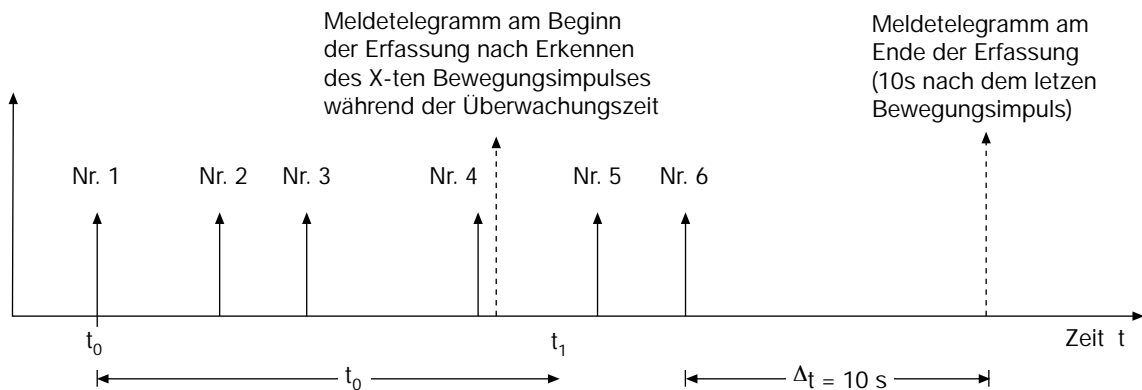 Meldetelegramm am Beginn
der Erfassung nach Erkennen
des X-ten Bewegungsimpulses
während der Überwachungszeit
Meldetelegramm am
Ende der Erfassung
(10s nach dem letzen
Bewegungsimpuls)
Nr. 1 Nr. 2 Nr. 3 Nr. 4 Nr. 5 Nr. 6
t₀ t₁ Zeit t
t₀ Δt = 10 s